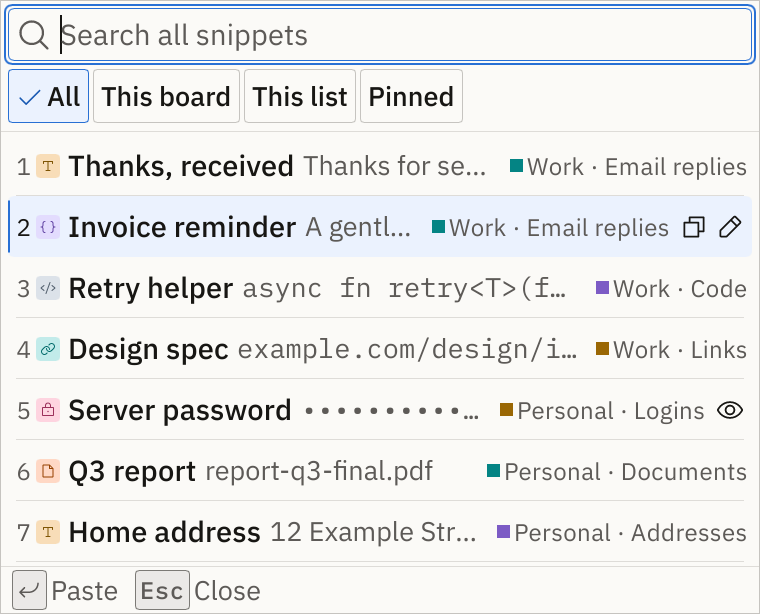 Search all snippets
All This board This list Pinned
1 T Thanks, received Thanks for se... Work · Email replies
2 {} Invoice reminder A gentl... Work · Email replies
3 </> Retry helper async fn retry<T>(f... Work · Code
4 Design spec example.com/design/i... Work · Links
5 Server password ••••••••••... Personal · Logins
6 Q3 report report-q3-final.pdf Personal · Documents
7 T Home address 12 Example Str... Personal · Addresses
Paste Esc Close